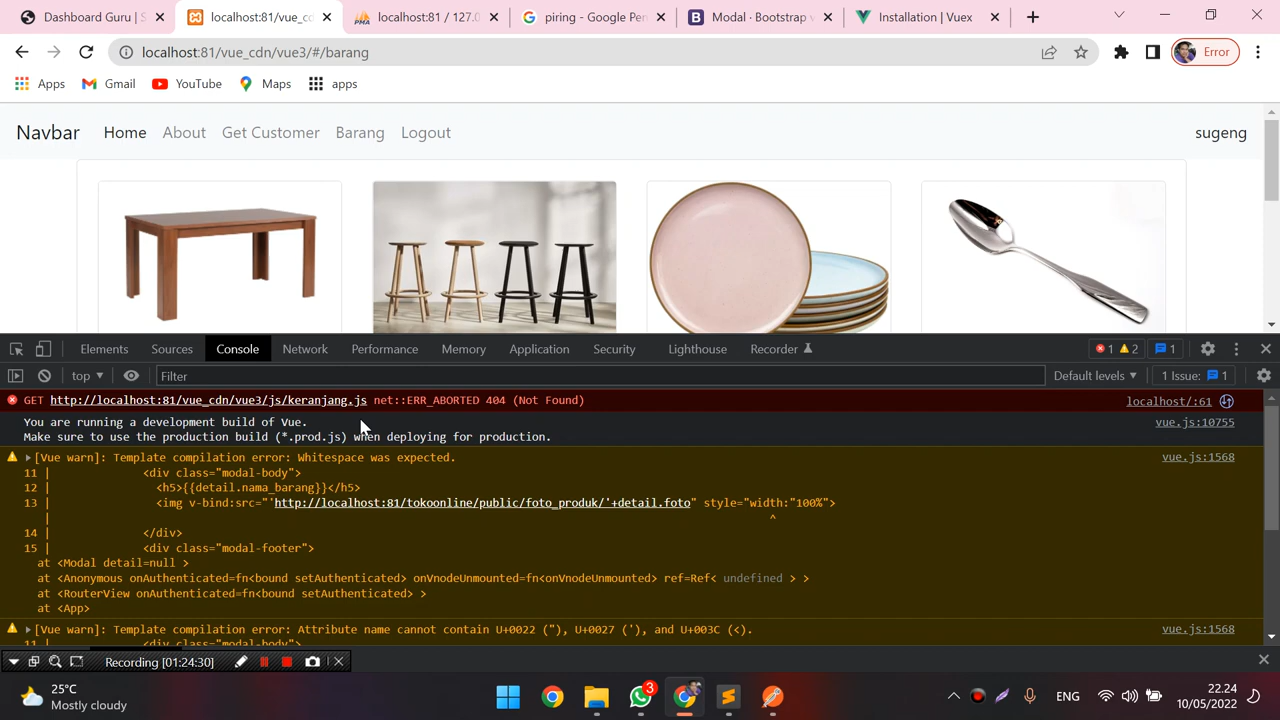 Dashboard Guru | S
localhost:81/vue_cd
localhost:81 / 127.0
piring - Google Pen
Modal · Bootstrap v
Installation | Vuex
localhost:81/vue_cdn/vue3/#/barang
Error
Apps
Gmail
YouTube
Maps
apps
Navbar
Home
About
Get Customer
Barang
Logout
sugeng
Elements
Sources
Console
Network
Performance
Memory
Application
Security
Lighthouse
Recorder
1
2
1
top
Filter
Default levels
1 Issue:
1
GET http://localhost:81/vue_cdn/vue3/js/keranjang.js net::ERR_ABORTED 404 (Not Found)
localhost/:61
You are running a development build of Vue.
vue.js:10755
Make sure to use the production build (*.prod.js) when deploying for production.
[Vue warn]: Template compilation error: Whitespace was expected.
vue.js:1568
11 | <div class="modal-body">
12 | <h5>{{detail.nama_barang}}</h5>
13 | <img v-bind:src="'http://localhost:81/tokoonline/public/foto_produk/'+detail.foto" style="width:"100%">
| ^
14 | </div>
15 | <div class="modal-footer">
at <Modal detail=null >
at <Anonymous onAuthenticated=fn<bound setAuthenticated> onVnodeUnmounted=fn<onVnodeUnmounted> ref=Ref< undefined > >
at <RouterView onAuthenticated=fn<bound setAuthenticated> >
at <App>
[Vue warn]: Template compilation error: Attribute name cannot contain U+0022 ("), U+0027 ('), and U+003C (<).
vue.js:1568
11 | <div class="modal-body">
Recording [01:24:30]
25°C
Mostly cloudy
3
ENG
22.24
10/05/2022
PMA